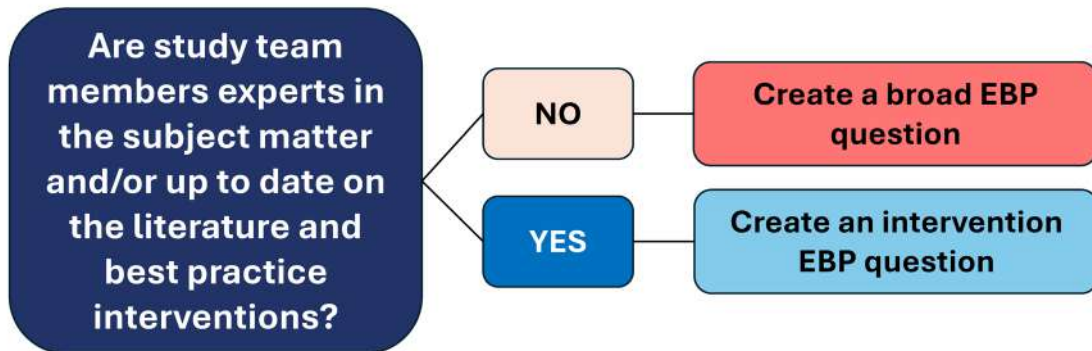 Are study team
members experts in
the subject matter
and/or up to date on
the literature and
best practice
interventions?
NO
Create a broad EBP
question
YES
Create an intervention
EBP question